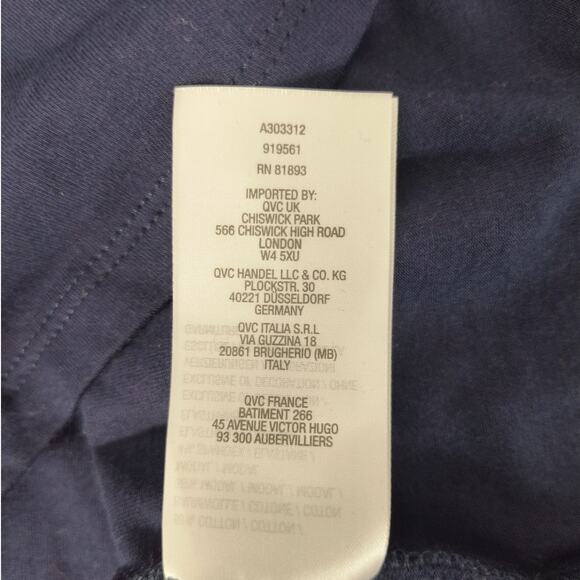 A303312
919561
RN 81893
IMPORTED BY:
QVC UK
CHISWICK PARK
566 CHISWICK HIGH ROAD
LONDON
W4 5XU
QVC HANDEL LLC & CO. KG
PLOCKSTR. 30
40221 DÜSSELDORF
GERMANY
QVC ITALIA S.R.L
VIA GUZZINA 18
20861 BRUGHERIO (MB)
ITALY
QVC FRANCE
BATIMENT 266
45 AVENUE VICTOR HUGO
93 300 AUBERVILLIERS